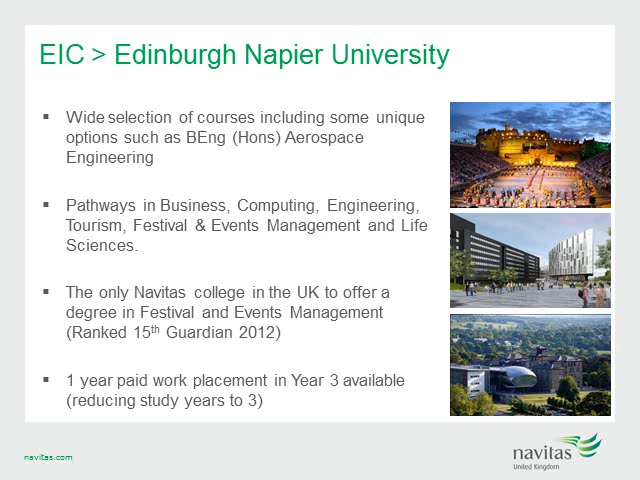 EIC > Edinburgh Napier University
▪ Wide selection of courses including some unique
options such as BEng (Hons) Aerospace
Engineering
▪ Pathways in Business, Computing, Engineering,
Tourism, Festival & Events Management and Life
Sciences.
▪ The only Navitas college in the UK to offer a
degree in Festival and Events Management
(Ranked 15th Guardian 2012)
▪ 1 year paid work placement in Year 3 available
(reducing study years to 3)
navitas.com
navitas
United Kingdom